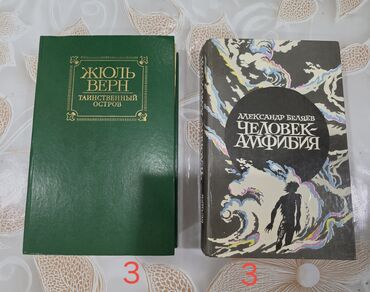 ЖЮЛЬ
ВЕРН
ТАИНСТВЕННЫЙ
ОСТРОВ
АЛЕКСАНДР БЕЛЯЕВ
ЧЕЛОВЕК-
АМФИБИЯ
3
3